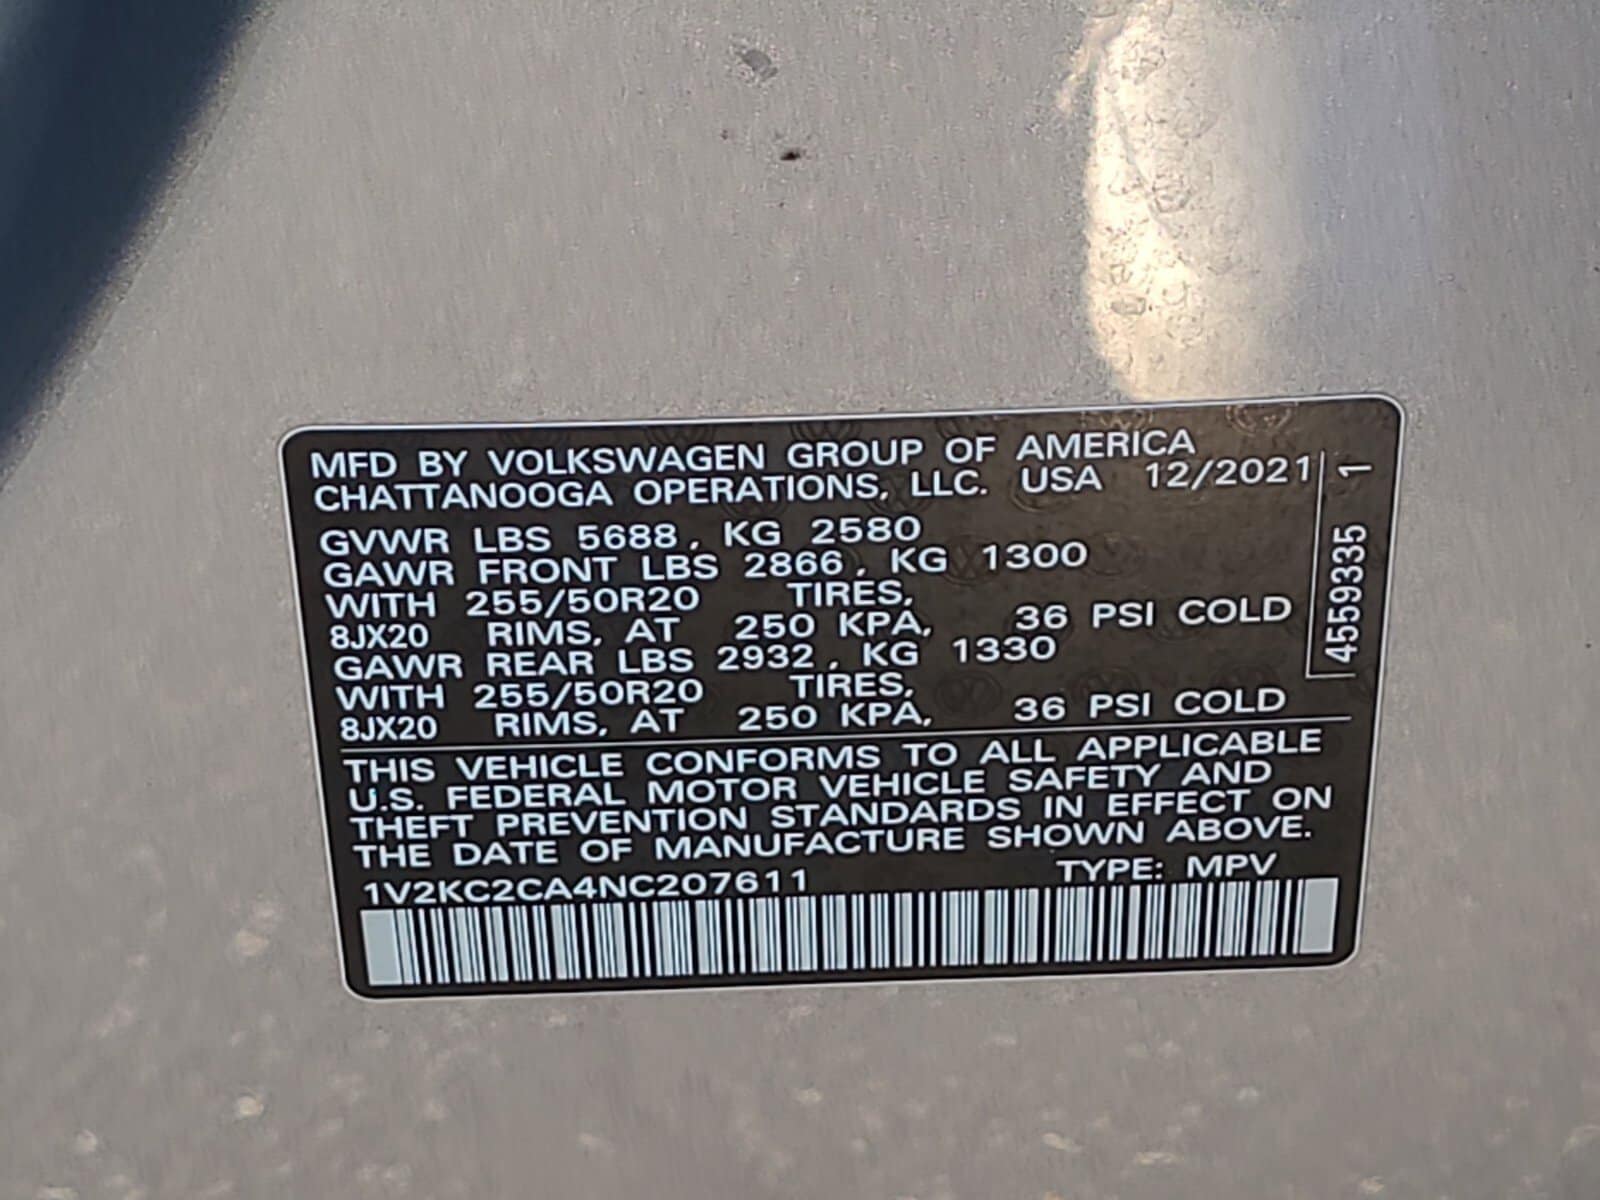 MFD BY VOLKSWAGEN GROUP OF AMERICA
CHATTANOOGA OPERATIONS, LLC. USA 12/2021
GVWR LBS 5688, KG 2580
GAWR FRONT LBS 2866, KG 1300
WITH 255/50R20 TIRES,
8JX20 RIMS, AT 250 KPA, 36 PSI COLD
GAWR REAR LBS 2932, KG 1330
WITH 255/50R20 TIRES,
8JX20 RIMS, AT 250 KPA, 36 PSI COLD
THIS VEHICLE CONFORMS TO ALL APPLICABLE
U.S. FEDERAL MOTOR VEHICLE SAFETY AND
THEFT PREVENTION STANDARDS IN EFFECT ON
THE DATE OF MANUFACTURE SHOWN ABOVE.
1V2KC2CA4NC207611 TYPE: MPV
4559335 1